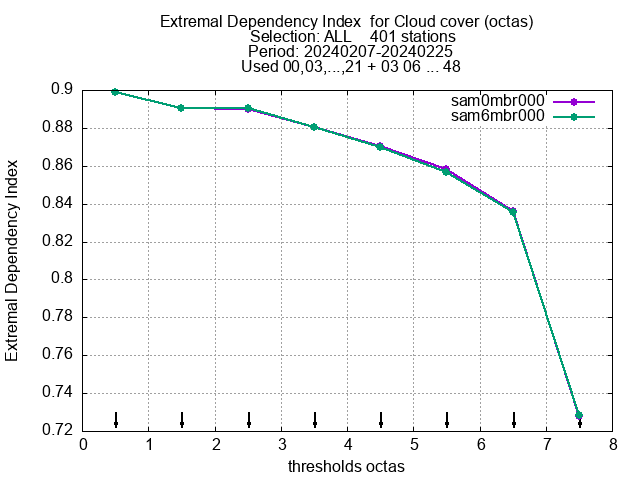 Extremal Dependency Index  for Cloud cover (octas)
Selection: ALL    401 stations
Period: 20240207-20240225
Used 00,03,...,21 + 03 06 ... 48
sam0mbr000
sam6mbr000
Extremal Dependency Index
0.9
0.88
0.86
0.84
0.82
0.8
0.78
0.76
0.74
0.72
0 1 2 3 4 5 6 7 8
thresholds octas